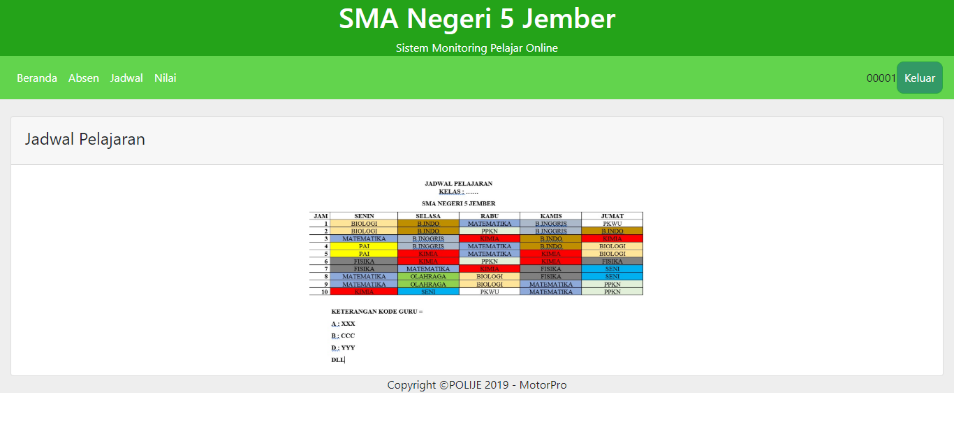 SMA Negeri 5 Jember
Sistem Monitoring Pelajar Online
Beranda Absen Jadwal Nilai 00001 Keluar
Jadwal Pelajaran
JADWAL PELAJARAN
KELAS : ......
SMA NEGERI 5 JEMBER
JAM SENIN SELASA RABU KAMIS JUMAT
1 BIOLOGI B.INDO MATEMATIKA B.INGGRIS PKWU
2 BIOLOGI B.INDO PPKN B.INGGRIS B.INDO
3 MATEMATIKA B.INGGRIS KIMIA B.INDO KIMIA
4 PAI B.INGGRIS MATEMATIKA B.INDO BIOLOGI
5 PAI KIMIA MATEMATIKA KIMIA BIOLOGI
6 FISIKA KIMIA PPKN KIMIA FISIKA
7 FISIKA MATEMATIKA KIMIA FISIKA SENI
8 MATEMATIKA OLAHRAGA BIOLOGI FISIKA SENI
9 MATEMATIKA OLAHRAGA BIOLOGI MATEMATIKA PPKN
10 KIMIA SENI PKWU MATEMATIKA PPKN
KETERANGAN KODE GURU =
A : XXX
B : CCC
D : YYY
DLL
Copyright ©POLIJE 2019 - MotorPro